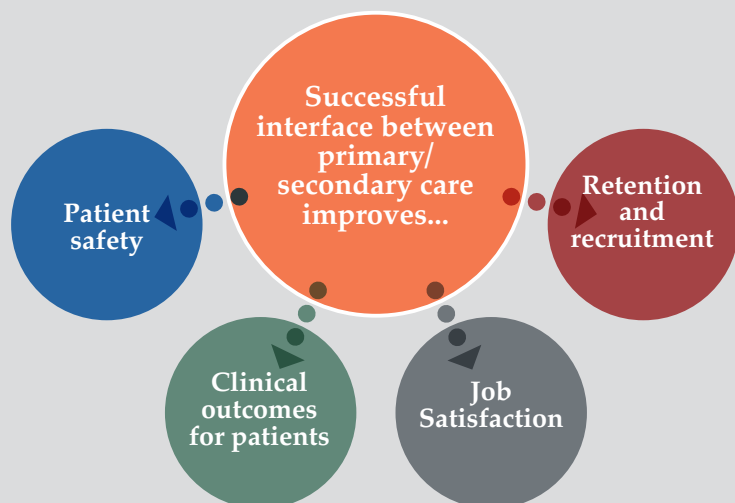 Successful
interface between
primary/
secondary care
improves...
Patient
safety
Clinical
outcomes
for patients
Job
Satisfaction
Retention
and
recruitment